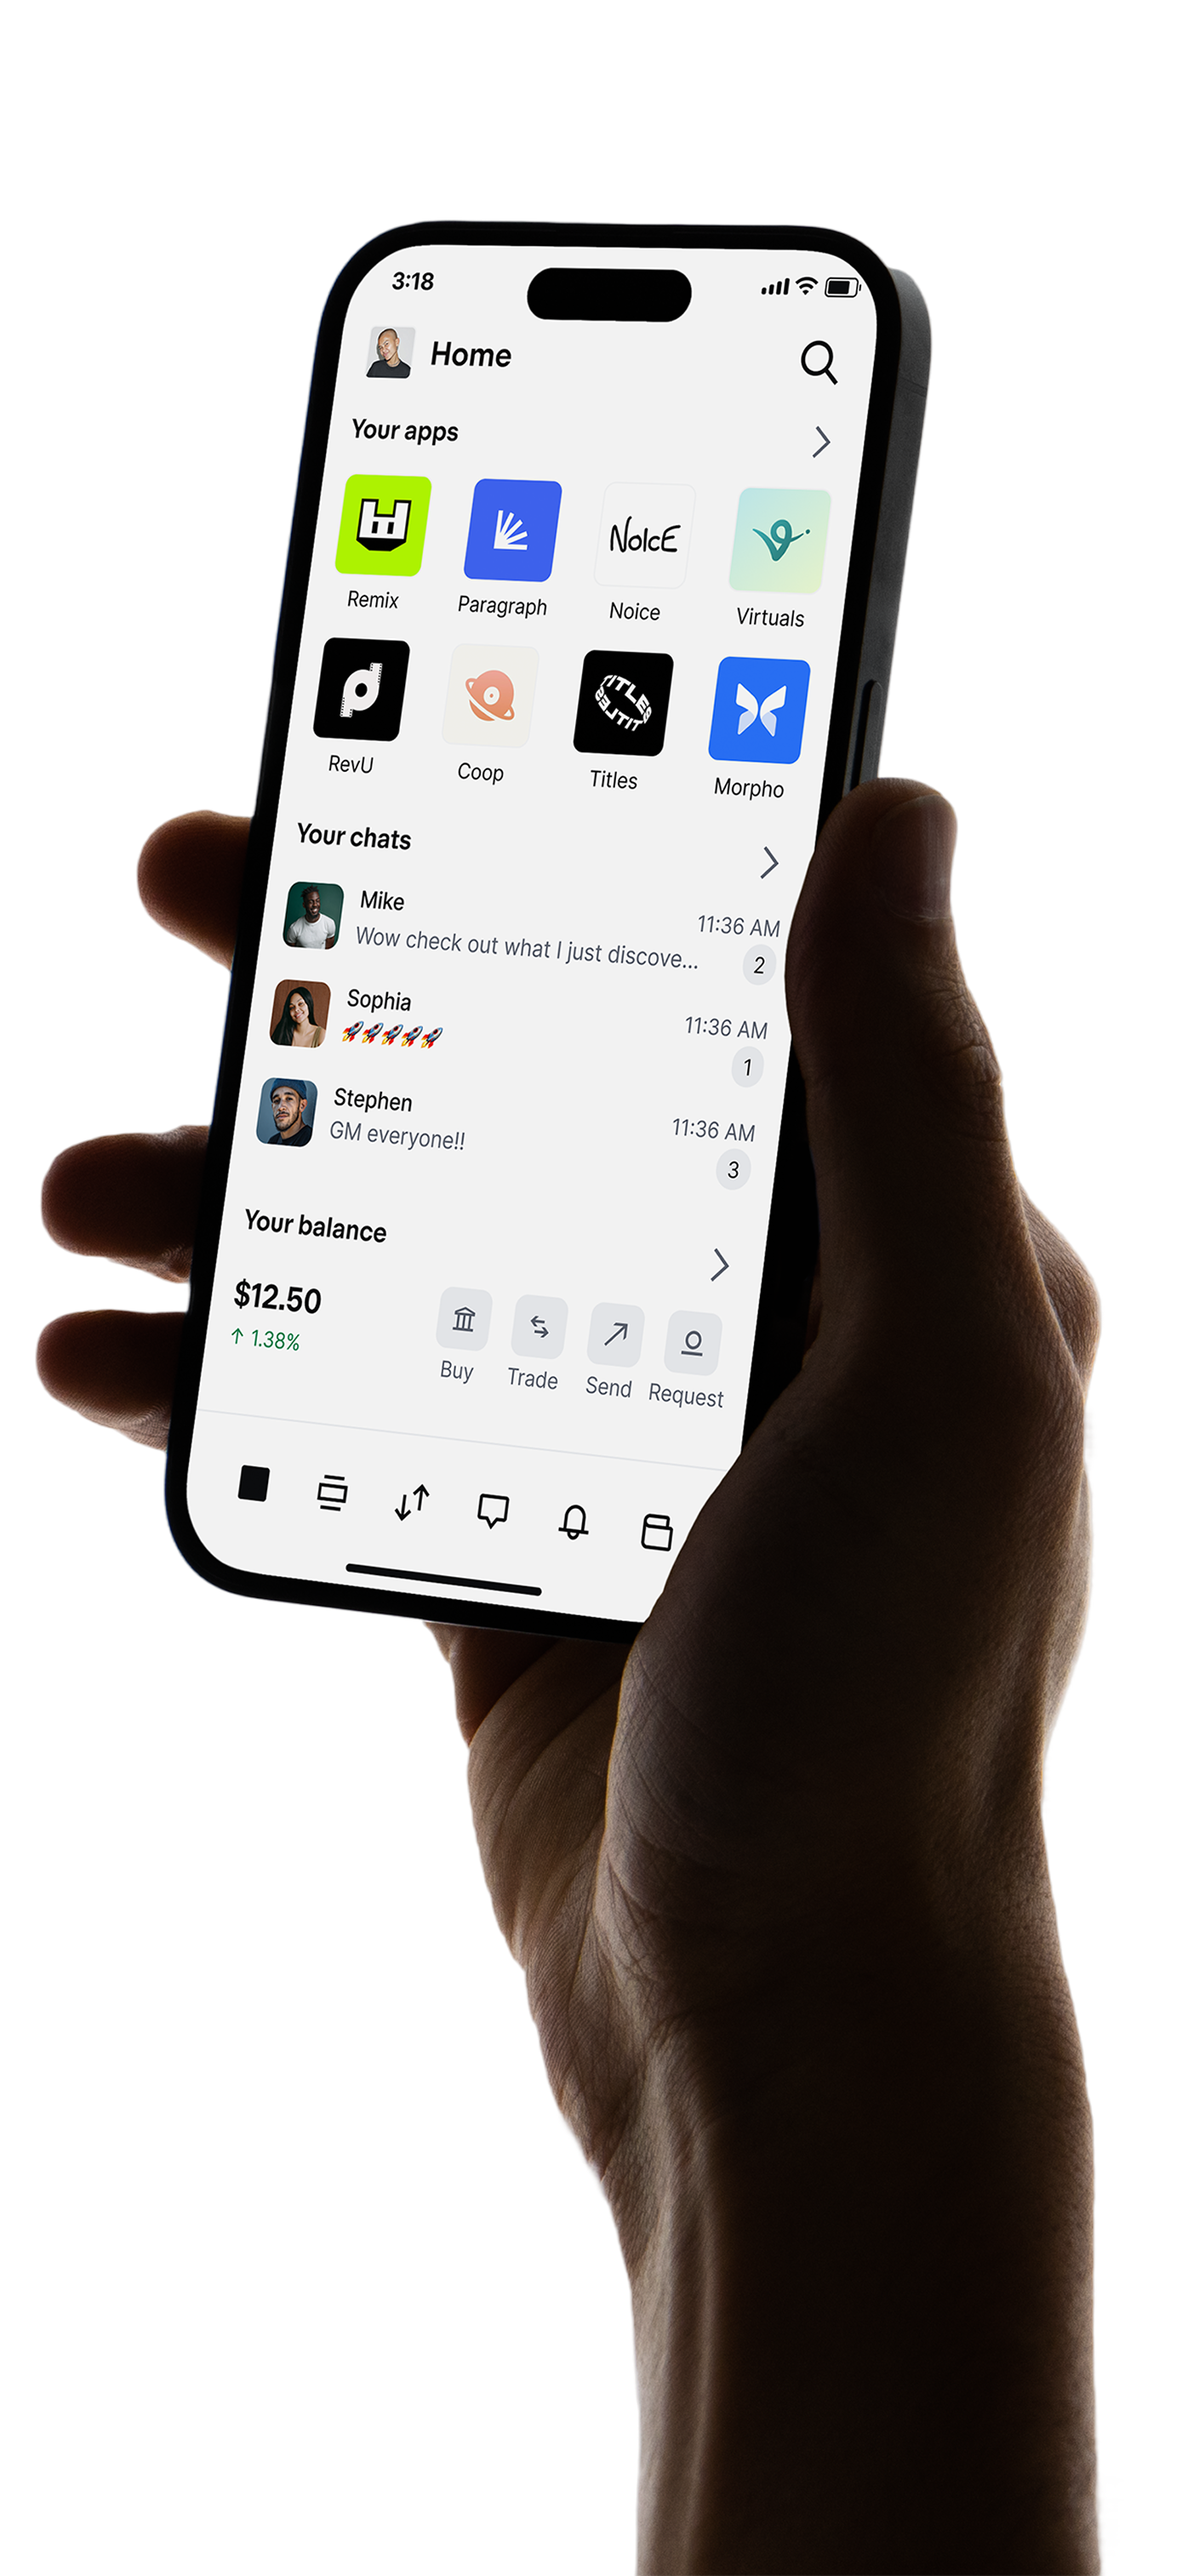 3:18
Home
Your apps
NoIcE
Remix
Paragraph
Noice
Virtuals
TITLES
TITLES
RevU
Coop
Titles
Morpho
Your chats
Mike
11:36 AM
Wow check out what I just discove...
2
Sophia
11:36 AM
🚀🚀🚀🚀🚀
1
Stephen
11:36 AM
GM everyone!!
3
Your balance
$12.50
↑ 1.38%
Buy
Trade
Send
Request